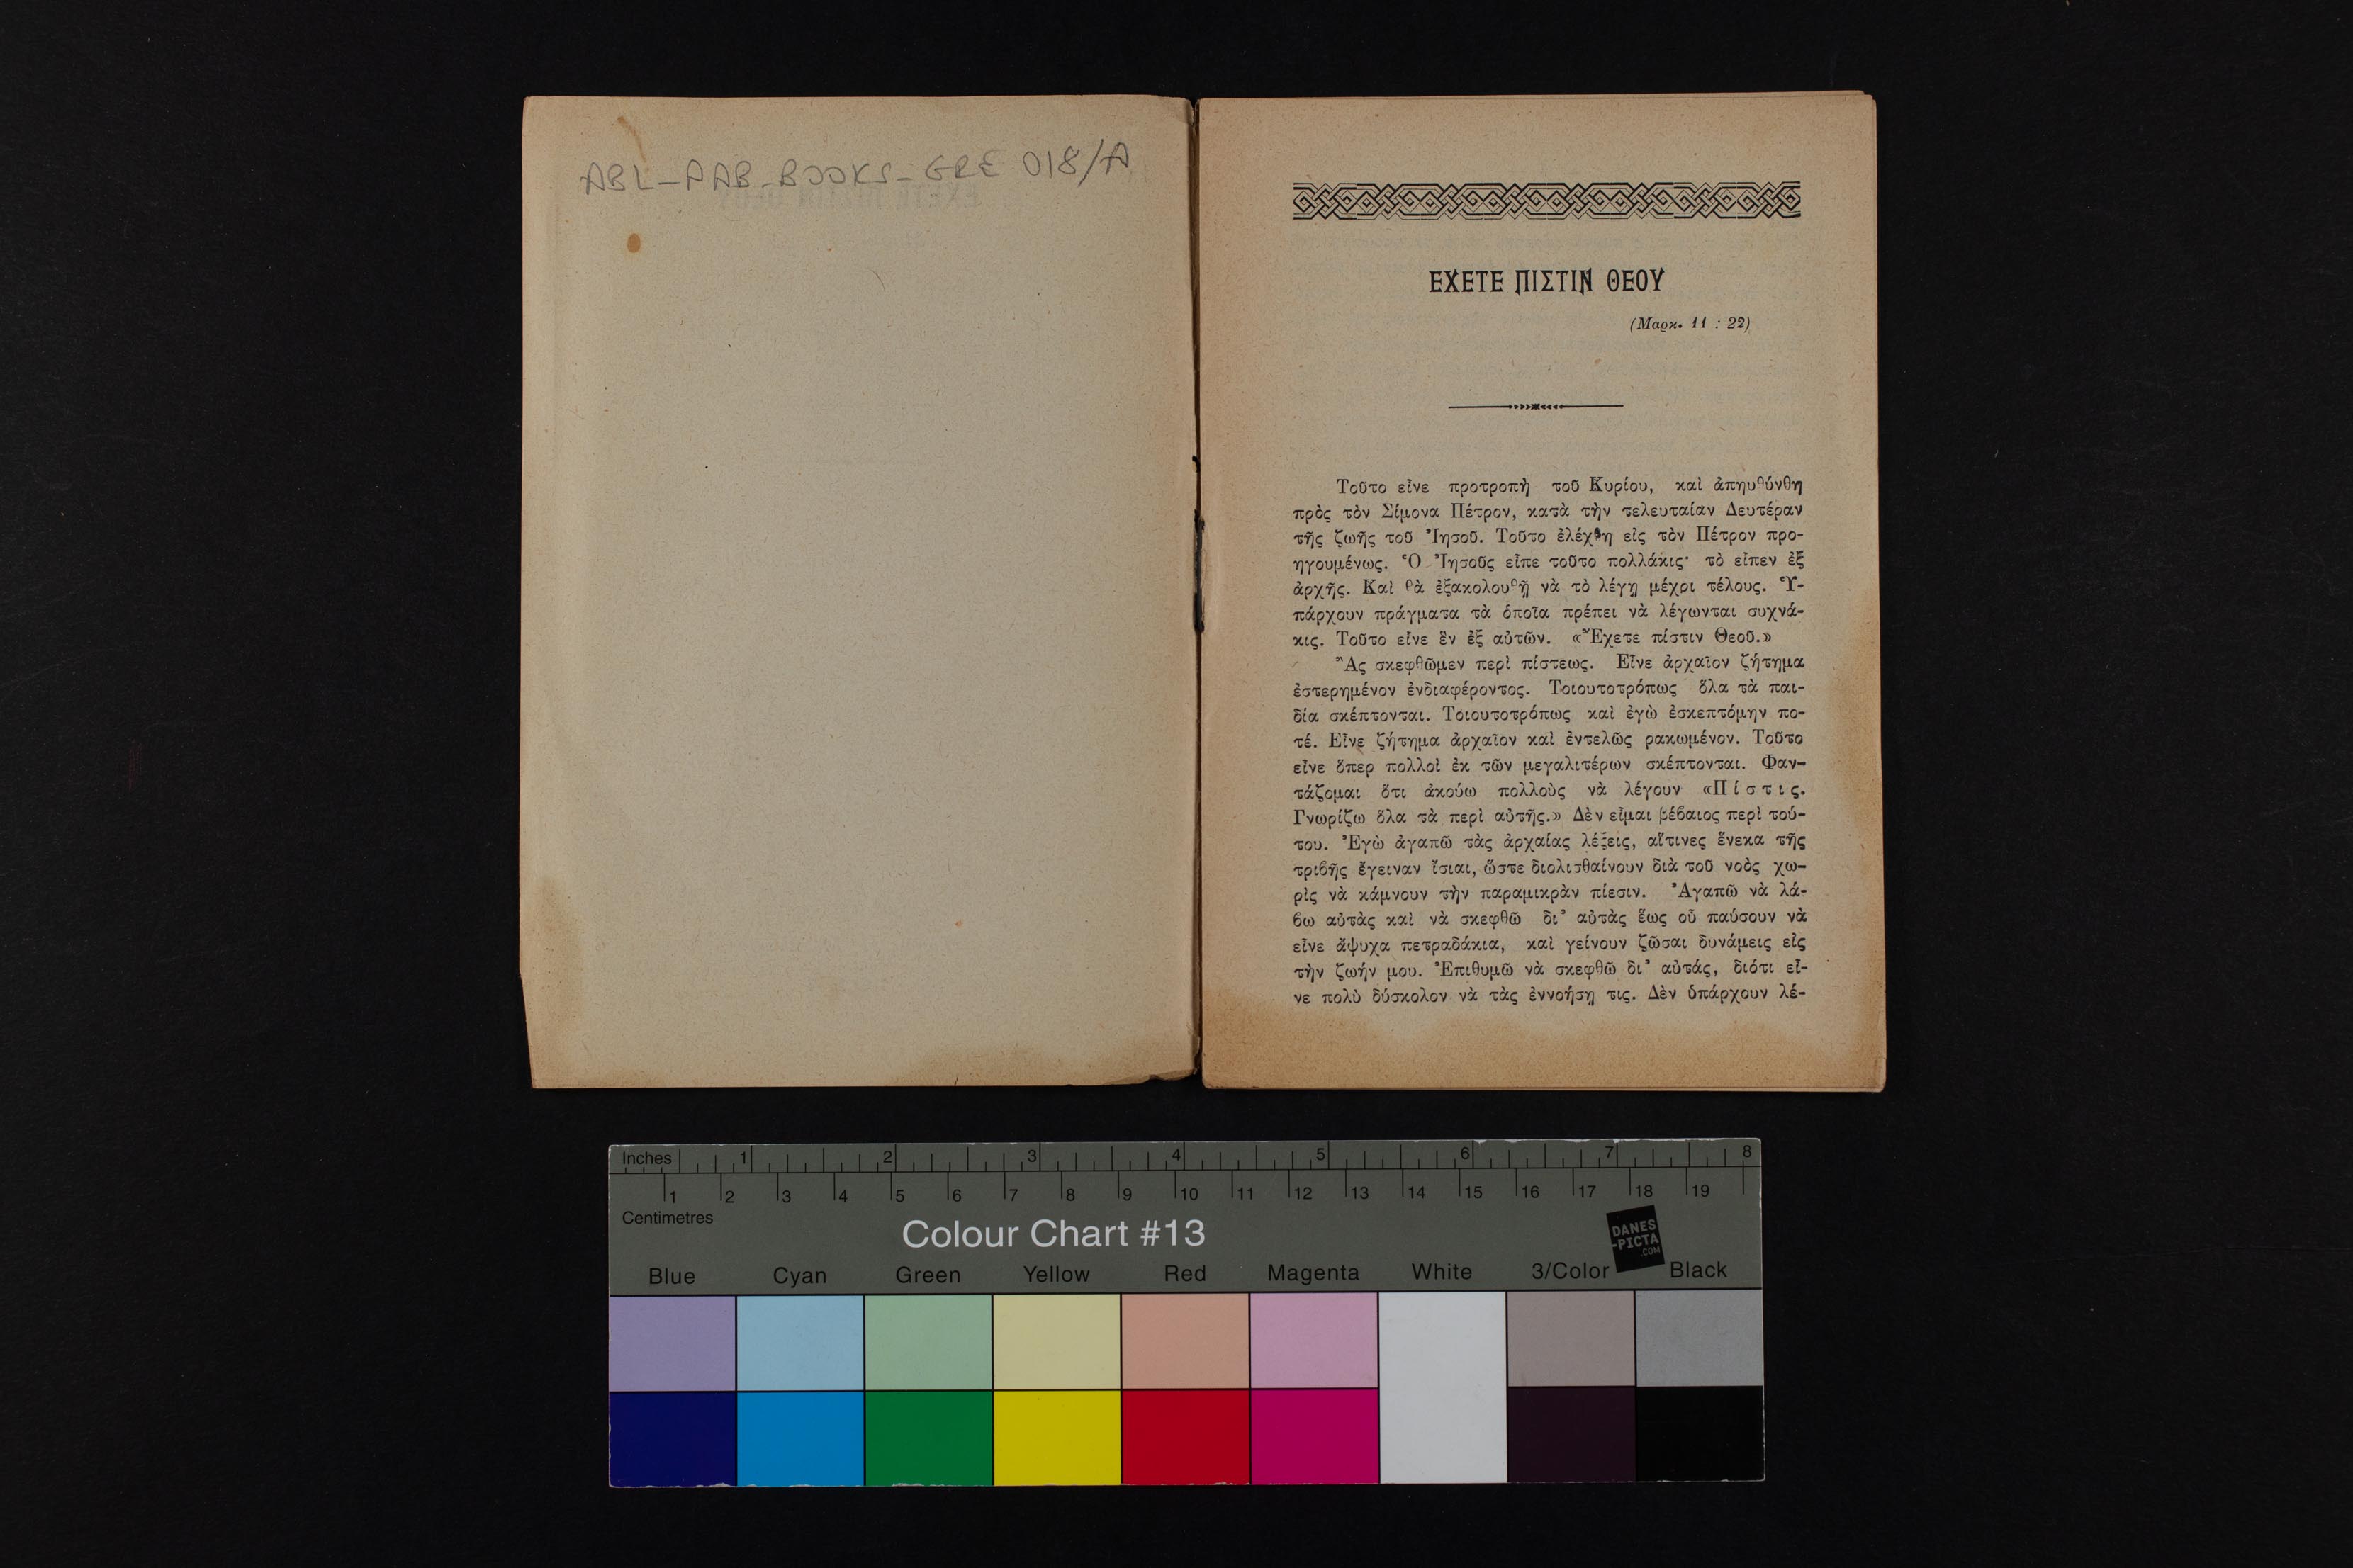 ABL-PAB-BOOKS-GRE 018/A
ΕΧΕΤΕ ΠΙΣΤΙΝ ΘΕΟΥ
(Μαρκ. 11 : 22)
Τοῦτο εἶνε προτροπὴ τοῦ Κυρίου, καὶ ἀπηυθύνθη
πρὸς τὸν Σίμονα Πέτρον, κατὰ τὴν τελευταίαν Δευτέραν
τῆς ζωῆς τοῦ Ἰησοῦ. Τοῦτο ἐλέχθη εἰς τὸν Πέτρον προ-
ηγουμένως. Ὁ Ἰησοῦς εἶπε τοῦτο πολλάκις· τὸ εἶπεν ἐξ
ἀρχῆς. Καὶ θὰ ἐξακολουθῇ νὰ τὸ λέγῃ μέχρι τέλους. Ὑ-
πάρχουν πράγματα τὰ ὁποῖα πρέπει νὰ λέγωνται συχνά-
κις. Τοῦτο εἶνε ἓν ἐξ αὐτῶν. «Ἔχετε πίστιν Θεοῦ.»
Ἂς σκεφθῶμεν περὶ πίστεως. Εἶνε ἀρχαῖον ζήτημα
ἐστερημένον ἐνδιαφέροντος. Τοιουτοτρόπως ὅλα τὰ παι-
δία σκέπτονται. Τοιουτοτρόπως καὶ ἐγὼ ἐσκεπτόμην πο-
τέ. Εἶνε ζήτημα ἀρχαῖον καὶ ἐντελῶς ρακωμένον. Τοῦτο
εἶνε ὅπερ πολλοὶ ἐκ τῶν μεγαλιτέρων σκέπτονται. Φαν-
τάζομαι ὅτι ἀκούω πολλοὺς νὰ λέγουν «Πίστις.
Γνωρίζω ὅλα τὰ περὶ αὐτῆς.» Δὲν εἶμαι βέβαιος περὶ τού-
του. Ἐγὼ ἀγαπῶ τὰς ἀρχαίας λέξεις, αἵτινες ἕνεκα τῆς
τριβῆς ἔγειναν ἴσιαι, ὥστε διολισθαίνουν διὰ τοῦ νοὸς χω-
ρὶς νὰ κάμνουν τὴν παραμικρὰν πίεσιν. Ἀγαπῶ νὰ λά-
βω αὐτὰς καὶ νὰ σκεφθῶ δι' αὐτὰς ἕως οὗ παύσουν νὰ
εἶνε ἄψυχα πετραδάκια, καὶ γείνουν ζῶσαι δυνάμεις εἰς
τὴν ζωήν μου. Ἐπιθυμῶ νὰ σκεφθῶ δι' αὐτάς, διότι εἶ-
νε πολὺ δύσκολον νὰ τὰς ἐννοήσῃ τις. Δὲν ὑπάρχουν λέ-
Inches 1 2 3 4 5 6 7 8
1 2 3 4 5 6 7 8 9 10 11 12 13 14 15 16 17 18 19
Centimetres
Colour Chart #13
DANES
-PICTA
.COM
Blue Cyan Green Yellow Red Magenta White 3/Color Black